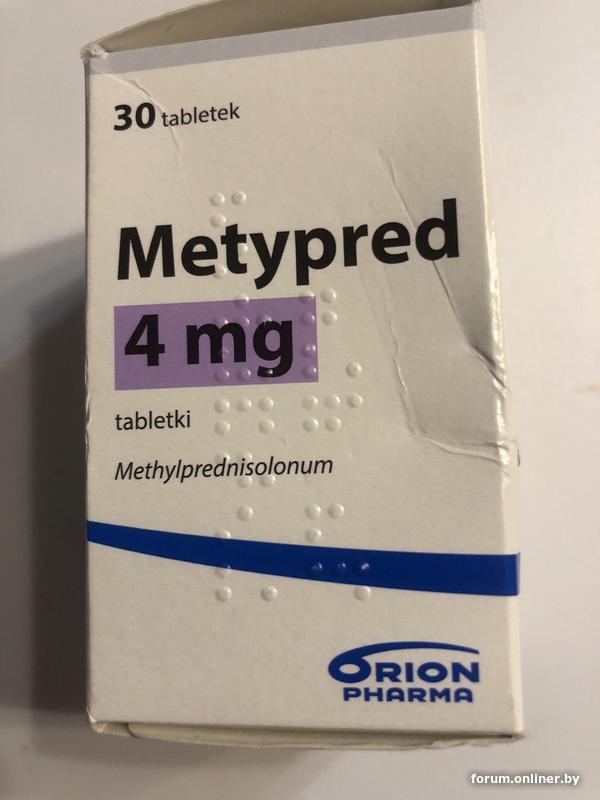 30 tabletek
Metypred
4 mg
tabletki
Methylprednisolonum
ORION
PHARMA
forum.onliner.by